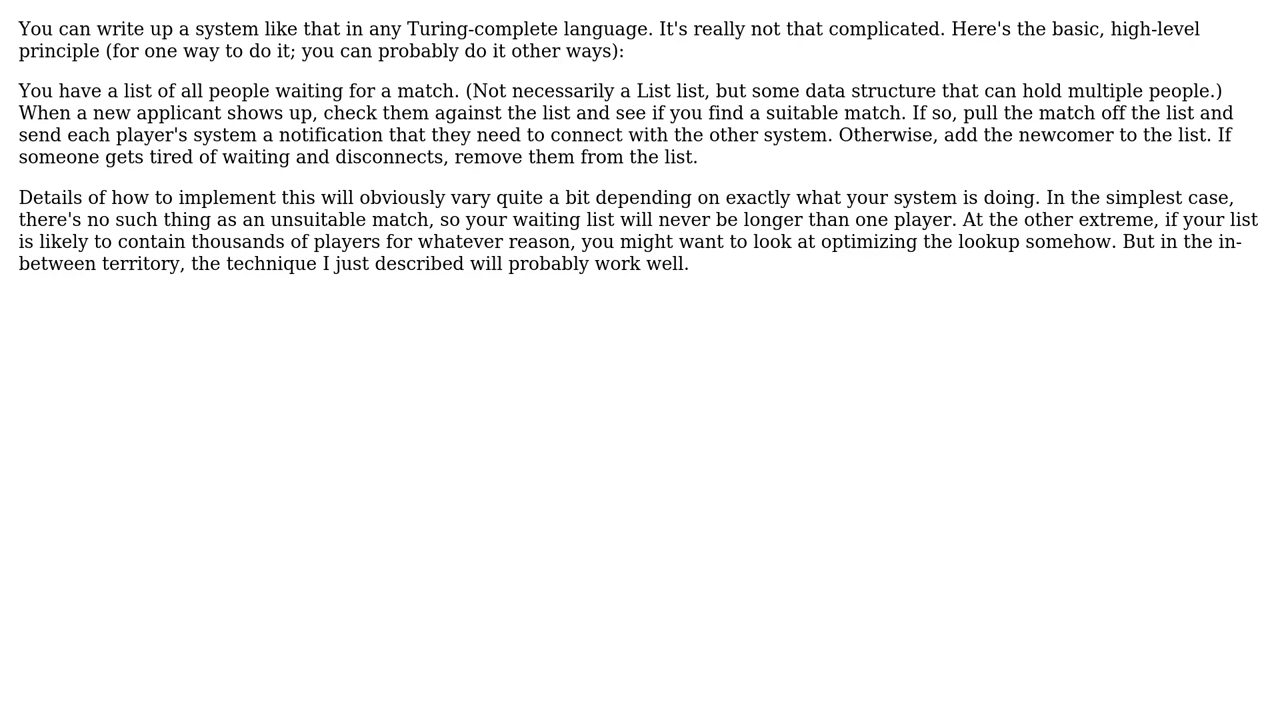 You can write up a system like that in any Turing-complete language. It's really not that complicated. Here's the basic, high-level
principle (for one way to do it; you can probably do it other ways):
You have a list of all people waiting for a match. (Not necessarily a List list, but some data structure that can hold multiple people.)
When a new applicant shows up, check them against the list and see if you find a suitable match. If so, pull the match off the list and
send each player's system a notification that they need to connect with the other system. Otherwise, add the newcomer to the list. If
someone gets tired of waiting and disconnects, remove them from the list.
Details of how to implement this will obviously vary quite a bit depending on exactly what your system is doing. In the simplest case,
there's no such thing as an unsuitable match, so your waiting list will never be longer than one player. At the other extreme, if your list
is likely to contain thousands of players for whatever reason, you might want to look at optimizing the lookup somehow. But in the in-
between territory, the technique I just described will probably work well.